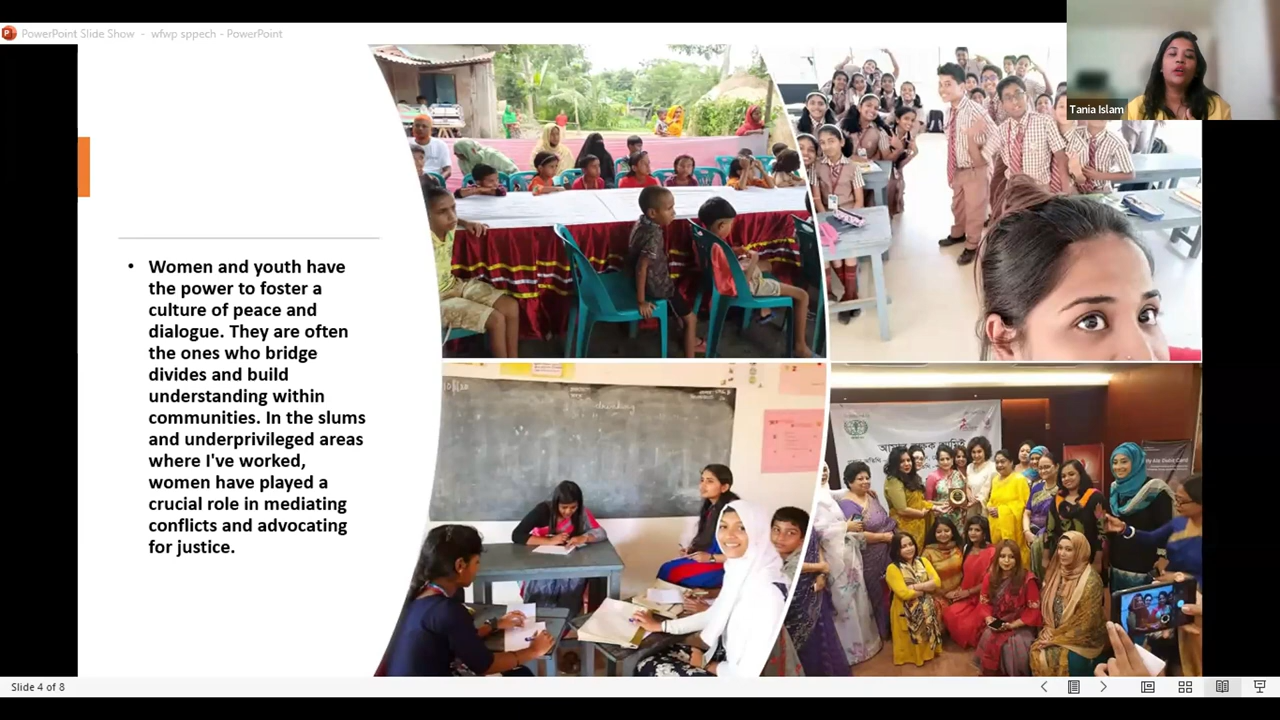 PowerPoint Slide Show - wfwp sppech - PowerPoint
Tania Islam
• Women and youth have
the power to foster a
culture of peace and
dialogue. They are often
the ones who bridge
divides and build
understanding within
communities. In the slums
and underprivileged areas
where I've worked,
women have played a
crucial role in mediating
conflicts and advocating
for justice.
Slide 4 of 8